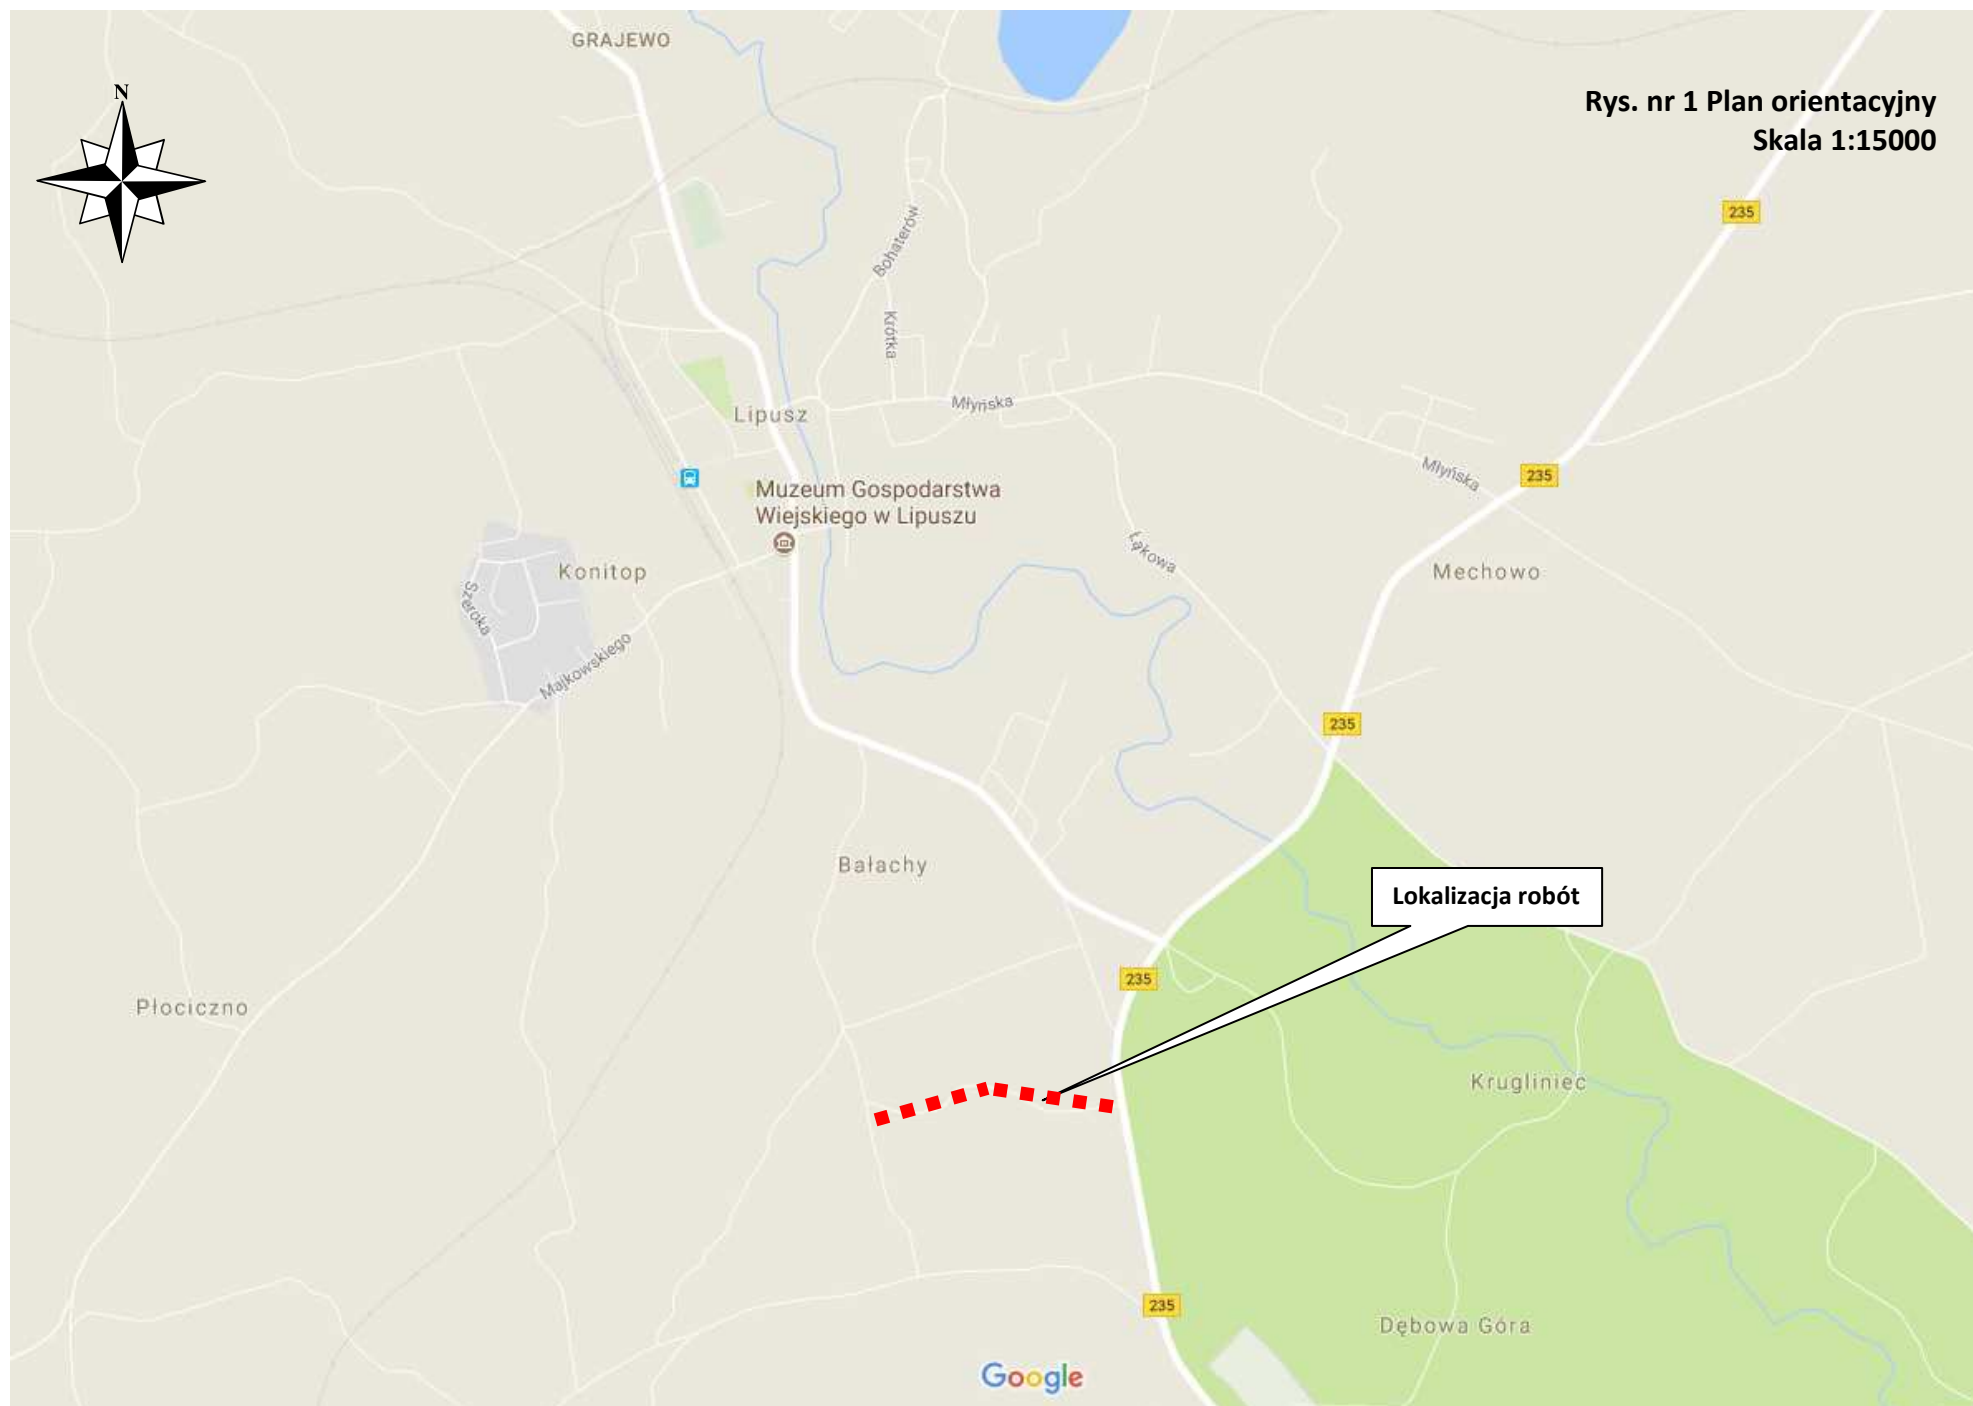 GRAJEWO
N
Rys. nr 1 Plan orientacyjny
Skala 1:15000
235
Bohaterów
Krótka
Młyńska
Lipusz
Młyńska
235
Muzeum Gospodarstwa
Wiejskiego w Lipuszu
Łąkowa
Konitop
Mechowo
Szeroka
Majkowskiego
235
Bałachy
Lokalizacja robót
235
Płociczno
Krugliniec
235
Dębowa Góra
Google